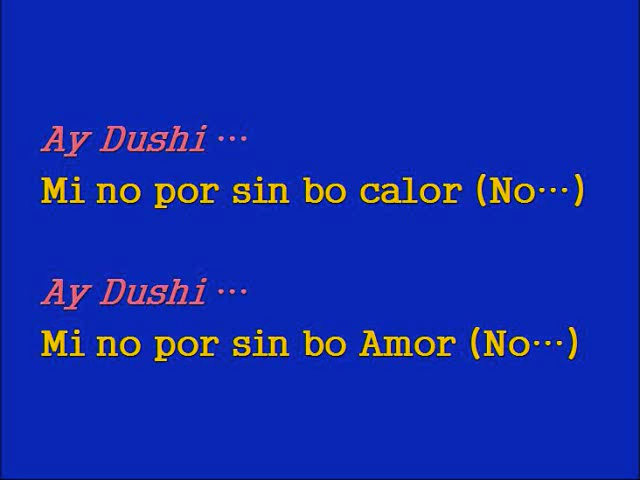 Ay Dushi …
Mi no por sin bo calor (No…)
Ay Dushi …
Mi no por sin bo Amor (No…)